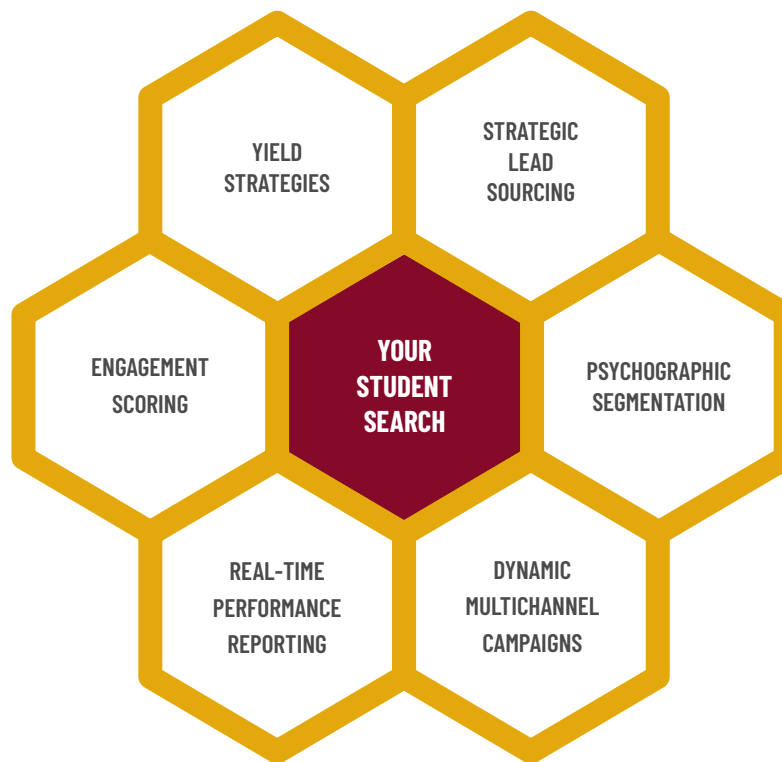 YIELD
STRATEGIES
STRATEGIC
LEAD
SOURCING
ENGAGEMENT
SCORING
YOUR
STUDENT
SEARCH
PSYCHOGRAPHIC
SEGMENTATION
REAL-TIME
PERFORMANCE
REPORTING
DYNAMIC
MULTICHANNEL
CAMPAIGNS